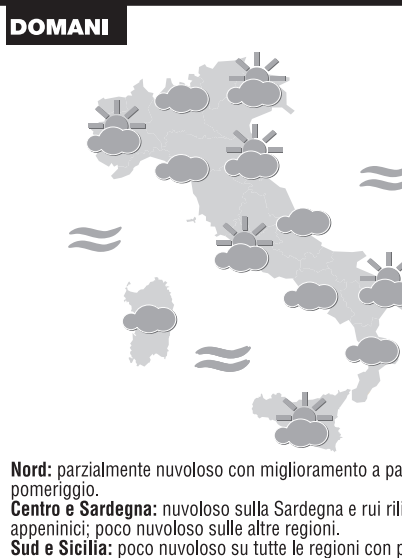 DOMANI
Nord: parzialmente nuvoloso con miglioramento a pa
pomeriggio.
Centro e Sardegna: nuvoloso sulla Sardegna e rui rili
appeninici; poco nuvoloso sulle altre regioni.
Sud e Sicilia: poco nuvoloso su tutte le regioni con